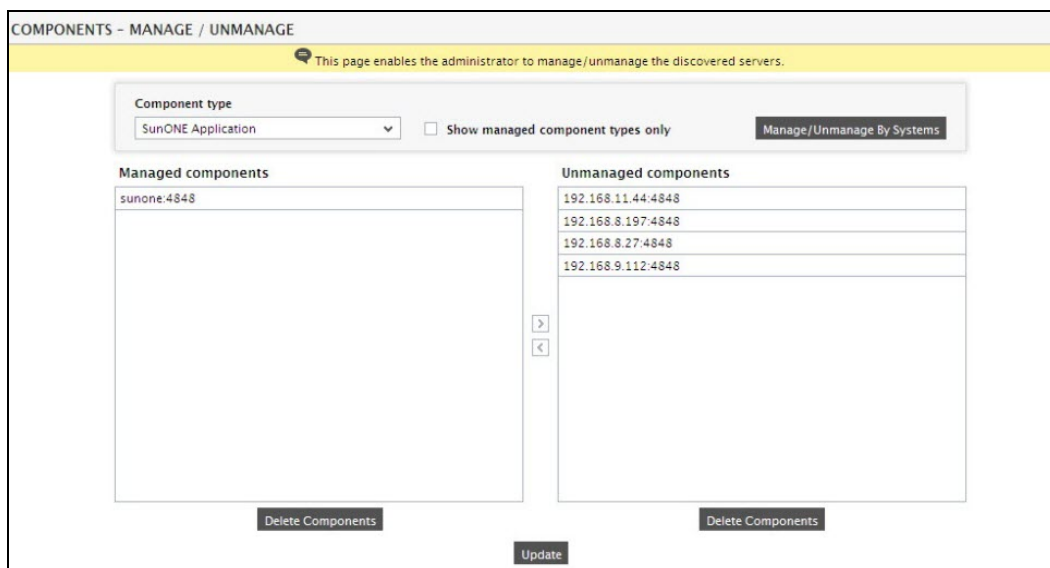 COMPONENTS - MANAGE / UNMANAGE
This page enables the administrator to manage/unmanage the discovered servers.
Component type
SunONE Application
Show managed component types only
Manage/Unmanage By Systems
Managed components
Unmanaged components
sunone:4848
192.168.11.44:4848
192.168.8.197:4848
192.168.8.27:4848
192.168.9.112:4848
>
<
Delete Components
Delete Components
Update